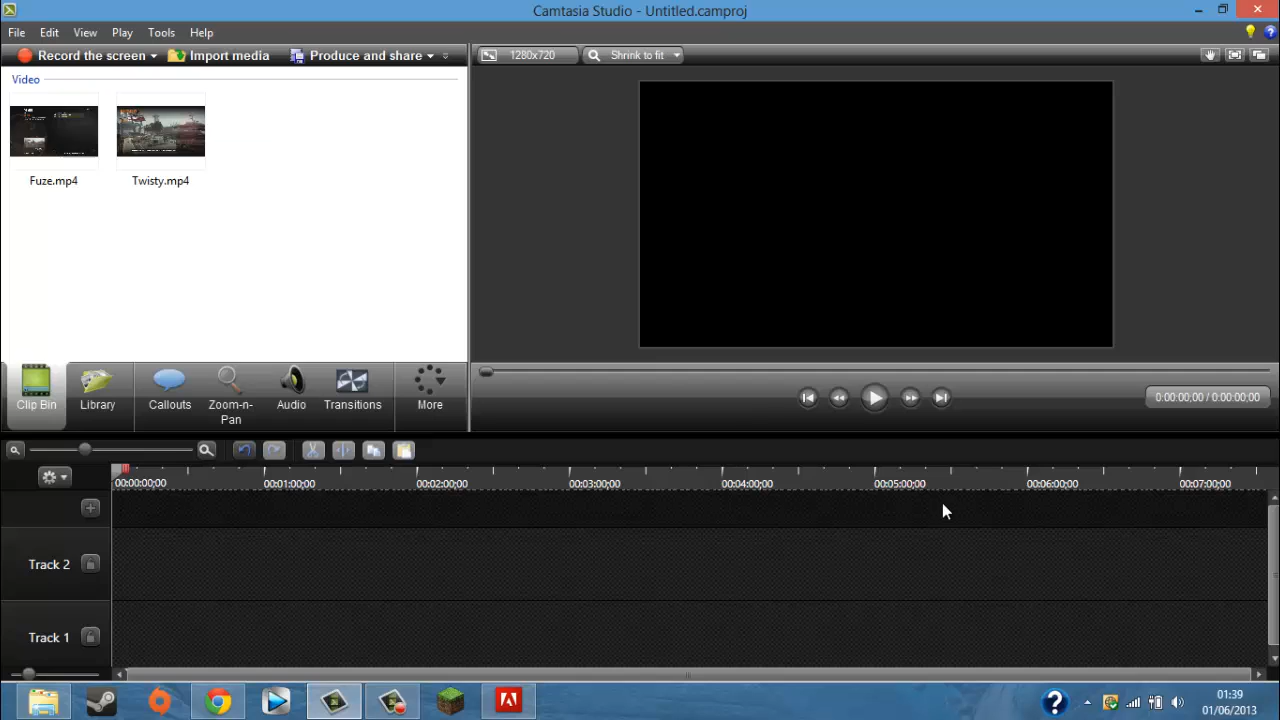 Camtasia Studio - Untitled.camproj
File Edit View Play Tools Help
Record the screen Import media Produce and share
1280x720 Shrink to fit
Video
Fuze.mp4 Twisty.mp4
Clip Bin Library Callouts Zoom-n-Pan Audio Transitions More
0:00:00;00 / 0:00:00;00
00:00:00;00 00:01:00;00 00:02:00;00 00:03:00;00 00:04:00;00 00:05:00;00 00:06:00;00 00:07:00;00
Track 2
Track 1
01:39
01/06/2013